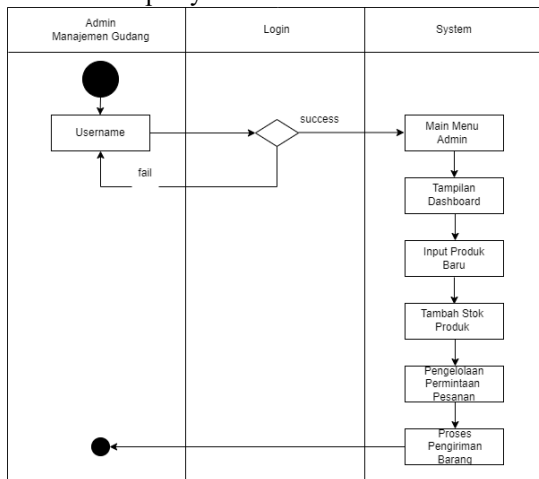 Admin
Manajemen Gudang
Login
System
Username
success
fail
Main Menu
Admin
Tampilan
Dashboard
Input Produk
Baru
Tambah Stok
Produk
Pengelolaan
Permintaan
Pesanan
Proses
Pengiriman
Barang